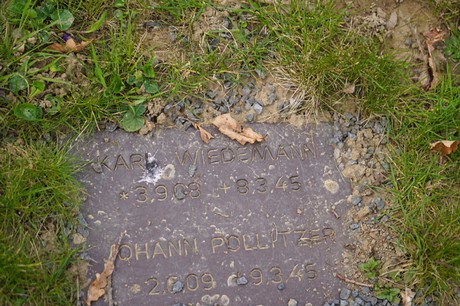 KARL WIEDEMANN
*3.9.08 +8.3.45
JOHANN POLLITZER
2.6.09 +9.3.45